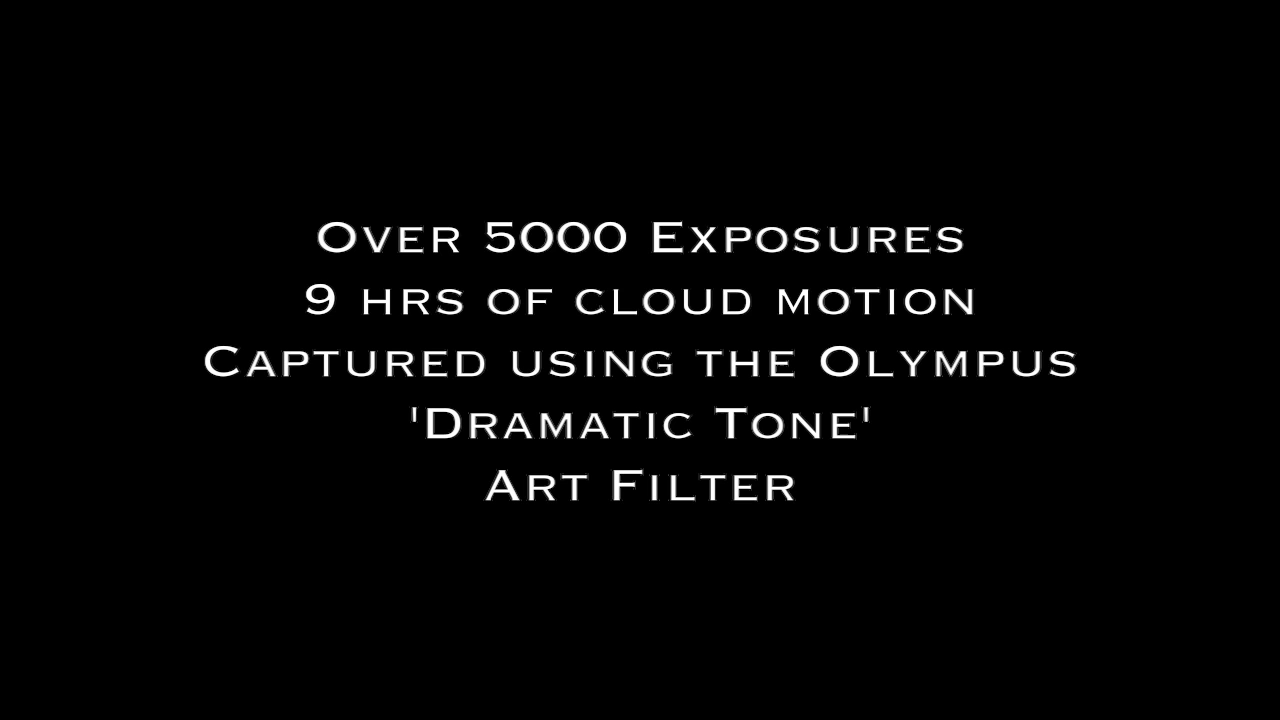 Over 5000 Exposures
9 hrs of cloud motion
Captured using the Olympus
'Dramatic Tone'
Art Filter